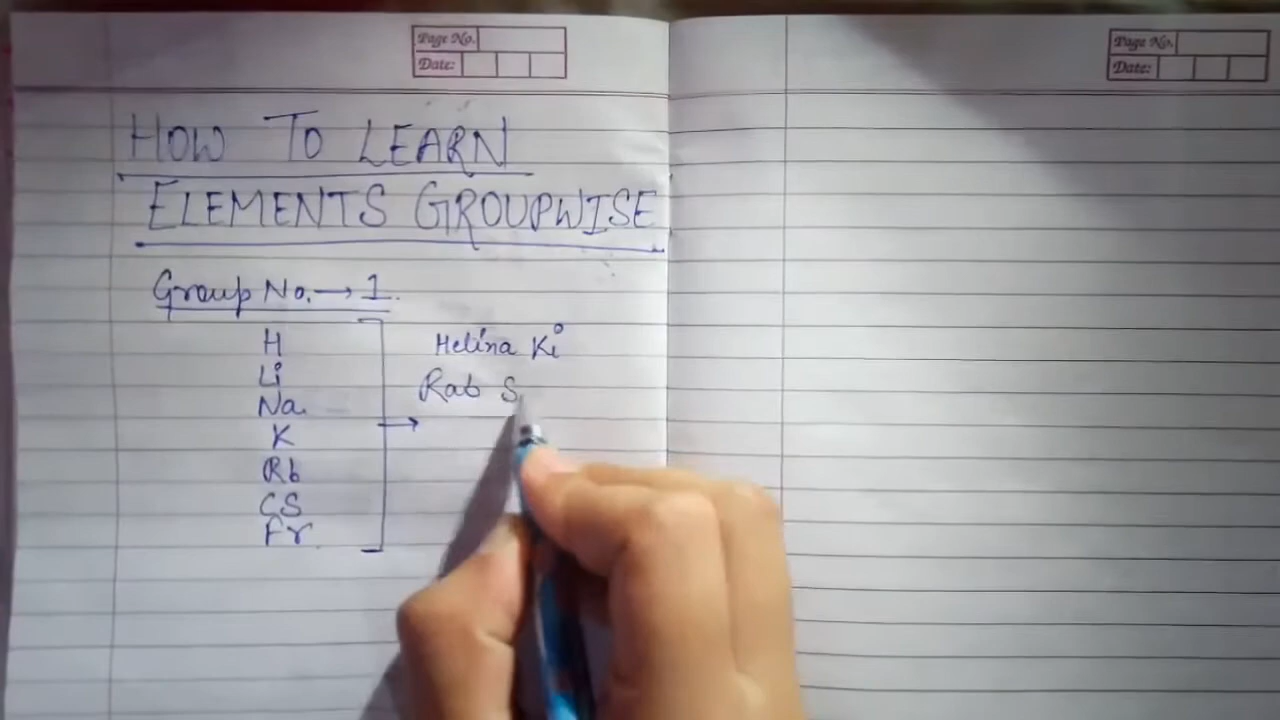 Page No.
Date:
Page No.
Date:
HOW TO LEARN
ELEMENTS GROUPWISE
Group No. → 1.
H
Li
Na
K
Rb
CS
Fr
Helina Ki
Rab S